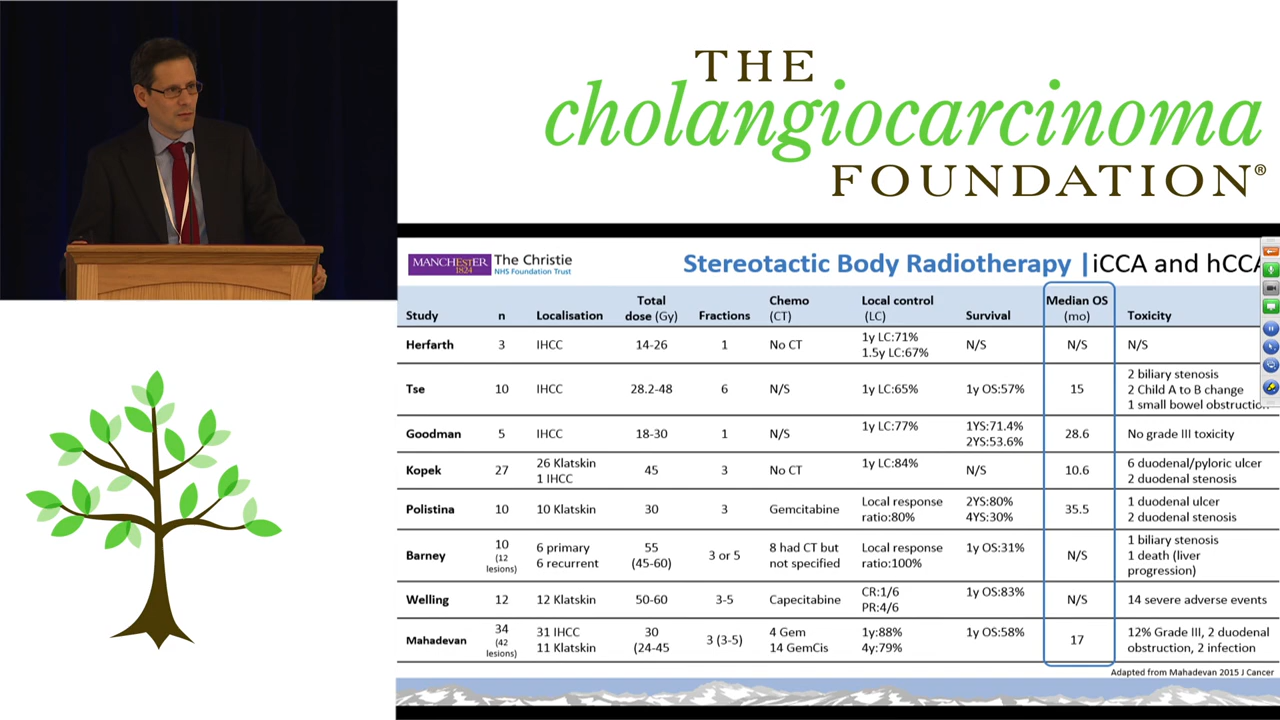 THE
cholangiocarcinoma
FOUNDATION®
MANCHESTER 1824 The Christie
NHS Foundation Trust
Stereotactic Body Radiotherapy | iCCA and hCCA
Study n Localisation Total dose (Gy) Fractions Chemo (CT) Local control (LC) Survival Median OS (mo) Toxicity
Herfarth 3 IHCC 14-26 1 No CT 1y LC:71% 1.5y LC:67% N/S N/S N/S
Tse 10 IHCC 28.2-48 6 N/S 1y LC:65% 1y OS:57% 15 2 biliary stenosis 2 Child A to B change 1 small bowel obstruction
Goodman 5 IHCC 18-30 1 N/S 1y LC:77% 1YS:71.4% 2YS:53.6% 28.6 No grade III toxicity
Kopek 27 26 Klatskin 1 IHCC 45 3 No CT 1y LC:84% N/S 10.6 6 duodenal/pyloric ulcer 2 duodenal stenosis
Polistina 10 10 Klatskin 30 3 Gemcitabine Local response ratio:80% 2YS:80% 4YS:30% 35.5 1 duodenal ulcer 2 duodenal stenosis
Barney 10 (12 lesions) 6 primary 6 recurrent 55 (45-60) 3 or 5 8 had CT but not specified Local response ratio:100% 1y OS:31% N/S 1 biliary stenosis 1 death (liver progression)
Welling 12 12 Klatskin 50-60 3-5 Capecitabine CR:1/6 PR:4/6 1y OS:83% N/S 14 severe adverse events
Mahadevan 34 (42 lesions) 31 IHCC 11 Klatskin 30 (24-45 3 (3-5) 4 Gem 14 GemCis 1y:88% 4y:79% 1y OS:58% 17 12% Grade III, 2 duodenal obstruction, 2 infection
Adapted from Mahadevan 2015 J Cancer